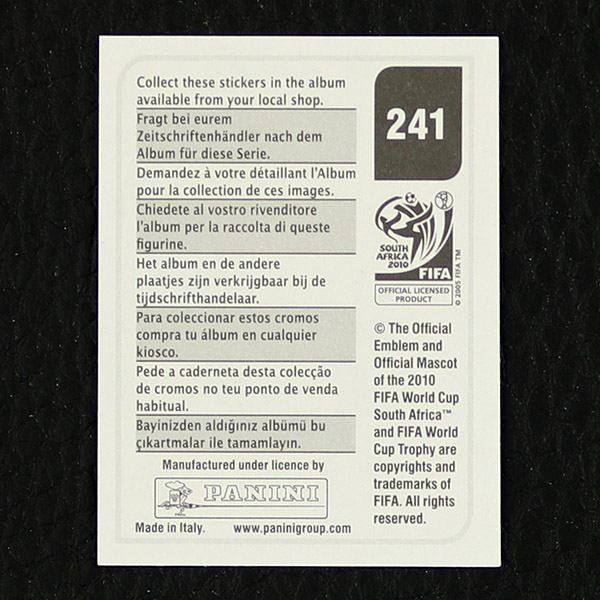 Collect these stickers in the album
available from your local shop.
Fragt bei eurem
Zeitschriftenhändler nach dem
Album für diese Serie.
Demandez à votre détaillant l'Album
pour la collection de ces images.
Chiedete al vostro rivenditore
l'album per la raccolta di queste
figurine.
Het album en de andere
plaatjes zijn verkrijgbaar bij de
tijdschrifthandelaar.
Para coleccionar estos cromos
compra tu álbum en cualquier
kiosco.
Pede a caderneta desta colecção
de cromos no teu ponto de venda
habitual.
Bayinizden aldığınız albümü bu
çıkartmalar ile tamamlayın.
Manufactured under licence by
PANINI
Made in Italy. www.paninigroup.com
241
SOUTH
AFRICA
2010
FIFA
OFFICIAL LICENSED
PRODUCT
© 2005 FIFA TM
© The Official
Emblem and
Official Mascot
of the 2010
FIFA World Cup
South Africa™
and FIFA World
Cup Trophy are
copyrights and
trademarks of
FIFA. All rights
reserved.